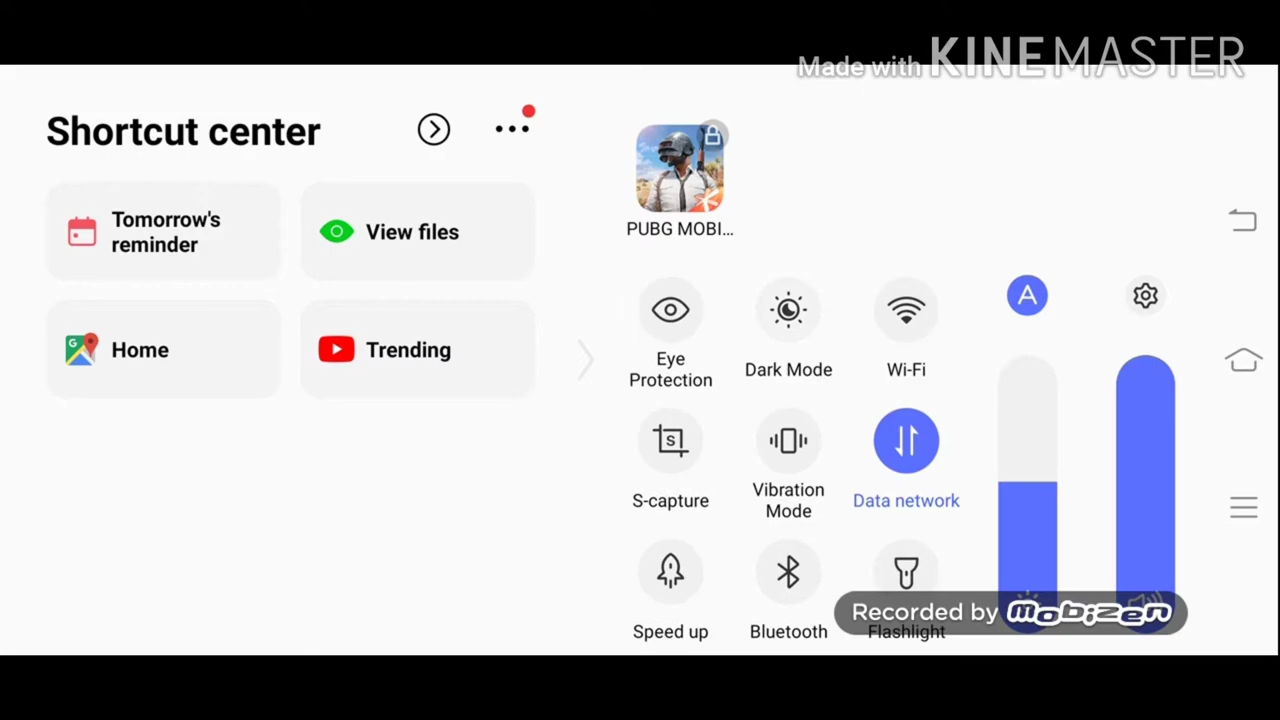 Made with KINEMASTER
Shortcut center
Tomorrow's
reminder
View files
Home
Trending
PUBG MOBI...
Eye
Protection
Dark Mode
Wi-Fi
A
S
S-capture
Vibration
Mode
Data network
Speed up
Bluetooth
Flashlight
Recorded by mobizen